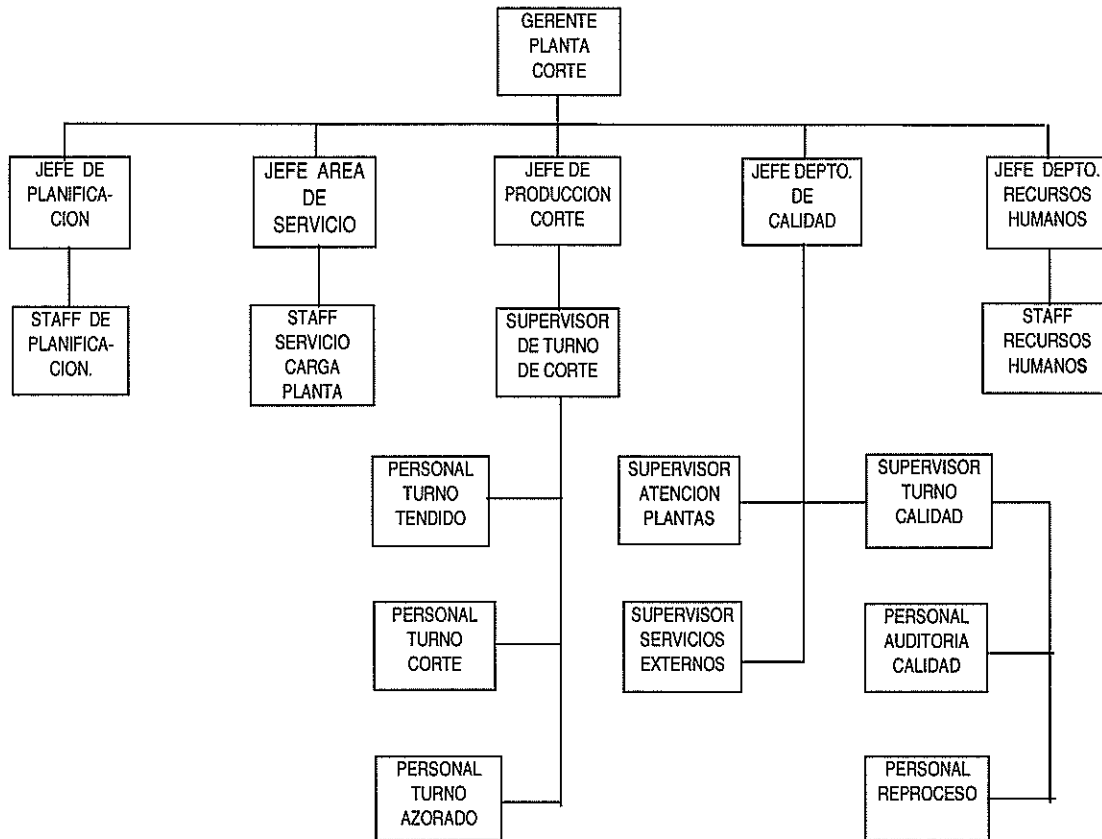 GERENTE
PLANTA
CORTE
JEFE DE
PLANIFICA-
CION
JEFE AREA
DE
SERVICIO
JEFE DE
PRODUCCION
CORTE
JEFE DEPTO.
DE
CALIDAD
JEFE DEPTO.
RECURSOS
HUMANOS
STAFF DE
PLANIFICA-
CION.
STAFF
SERVICIO
CARGA
PLANTA
SUPERVISOR
DE TURNO
DE CORTE
STAFF
RECURSOS
HUMANOS
PERSONAL
TURNO
TENDIDO
SUPERVISOR
ATENCION
PLANTAS
SUPERVISOR
TURNO
CALIDAD
PERSONAL
TURNO
CORTE
SUPERVISOR
SERVICIOS
EXTERNOS
PERSONAL
AUDITORIA
CALIDAD
PERSONAL
TURNO
AZORADO
PERSONAL
REPROCESO